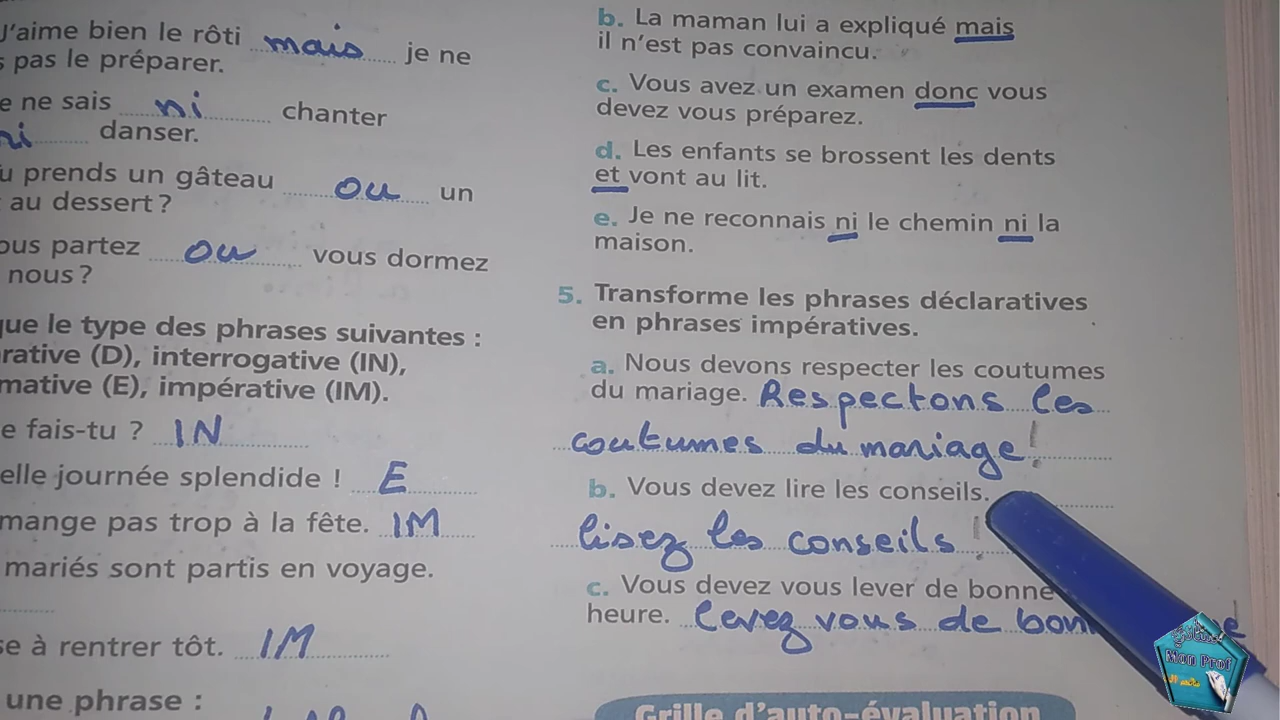 J'aime bien le rôti mais je ne
pas le préparer.
e ne sais ni chanter
ni danser.
u prends un gâteau ou un
au dessert ?
ous partez ou vous dormez
nous ?
que le type des phrases suivantes :
rative (D), interrogative (IN),
mative (E), impérative (IM).
e fais-tu ? IN
elle journée splendide ! E
mange pas trop à la fête. IM
mariés sont partis en voyage.
se à rentrer tôt. IM
une phrase :
b. La maman lui a expliqué mais
il n'est pas convaincu.
c. Vous avez un examen donc vous
devez vous préparez.
d. Les enfants se brossent les dents
et vont au lit.
e. Je ne reconnais ni le chemin ni la
maison.
5. Transforme les phrases déclaratives
en phrases impératives.
a. Nous devons respecter les coutumes
du mariage. Respectons les
coutumes du mariage !
b. Vous devez lire les conseils.
lisez les conseils !
c. Vous devez vous lever de bonne
heure. levez vous de bon
Grille d'auto-évaluation
Mon Prof